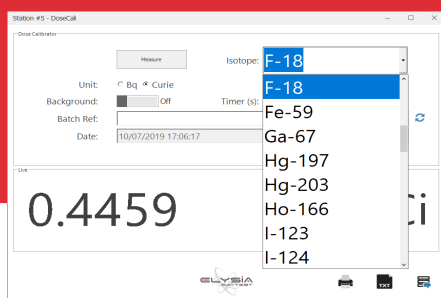 Station #5 - DoseCali
Dose Calibrator
Measure
Isotope: F-18
Unit: Bq Curie
Background: Off
Timer (s):
Batch Ref:
Date: 10/07/2019 17:06:17
F-18
Fe-59
Ga-67
Hg-197
Hg-203
Ho-166
I-123
I-124
Live
0.4459
Ci
ELYSIA
TXT